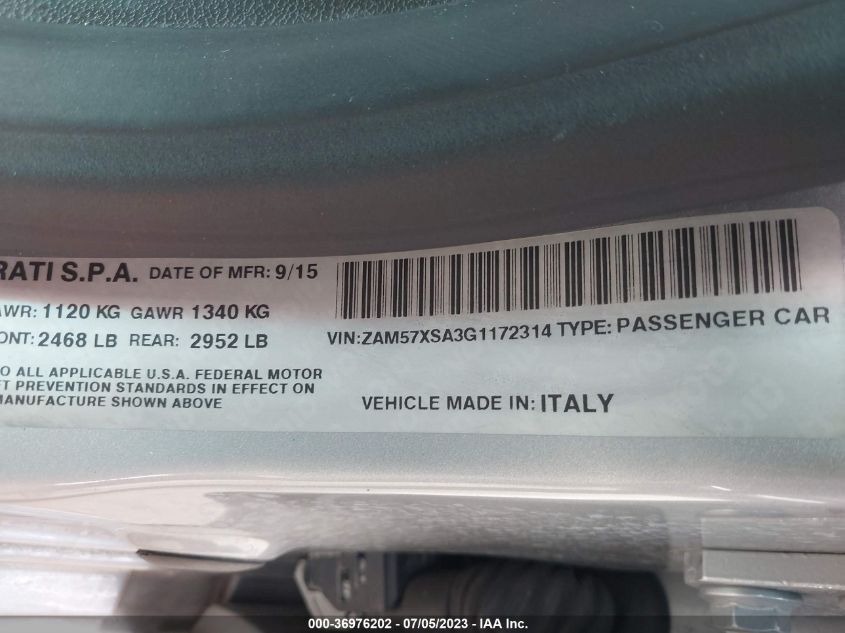 RATI S.P.A. DATE OF MFR: 9/15
AWR: 1120 KG GAWR 1340 KG
ONT: 2468 LB REAR: 2952 LB
VIN:ZAM57XSA3G1172314 TYPE: PASSENGER CAR
O ALL APPLICABLE U.S.A. FEDERAL MOTOR
FT PREVENTION STANDARDS IN EFFECT ON
MANUFACTURE SHOWN ABOVE
VEHICLE MADE IN: ITALY
000-36976202 - 07/05/2023 - IAA Inc.